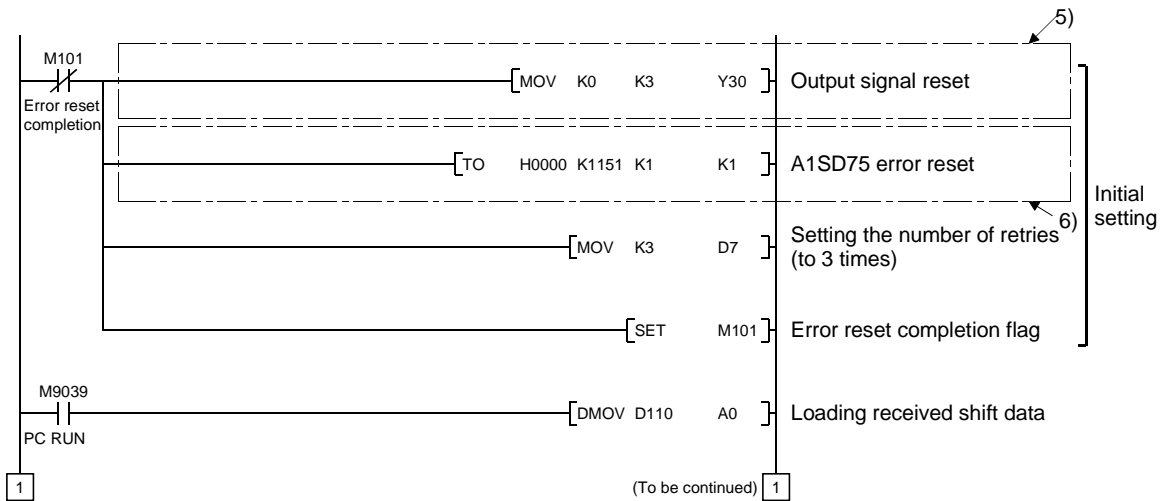 5)
M101
Error reset
completion
MOV K0 K3 Y30
Output signal reset
TO H0000 K1151 K1 K1
A1SD75 error reset
6)
Initial
setting
MOV K3 D7
Setting the number of retries
(to 3 times)
SET M101
Error reset completion flag
M9039
PC RUN
DMOV D110 A0
Loading received shift data
1
(To be continued) 1